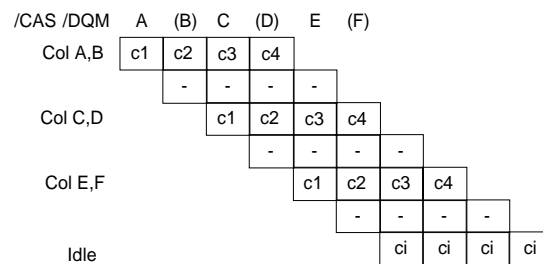 /CAS /DQM A (B) C (D) E (F)
Col A,B c1 c2 c3 c4
- - - -
Col C,D c1 c2 c3 c4
- - - -
Col E,F c1 c2 c3 c4
- - - -
Idle ci ci ci ci